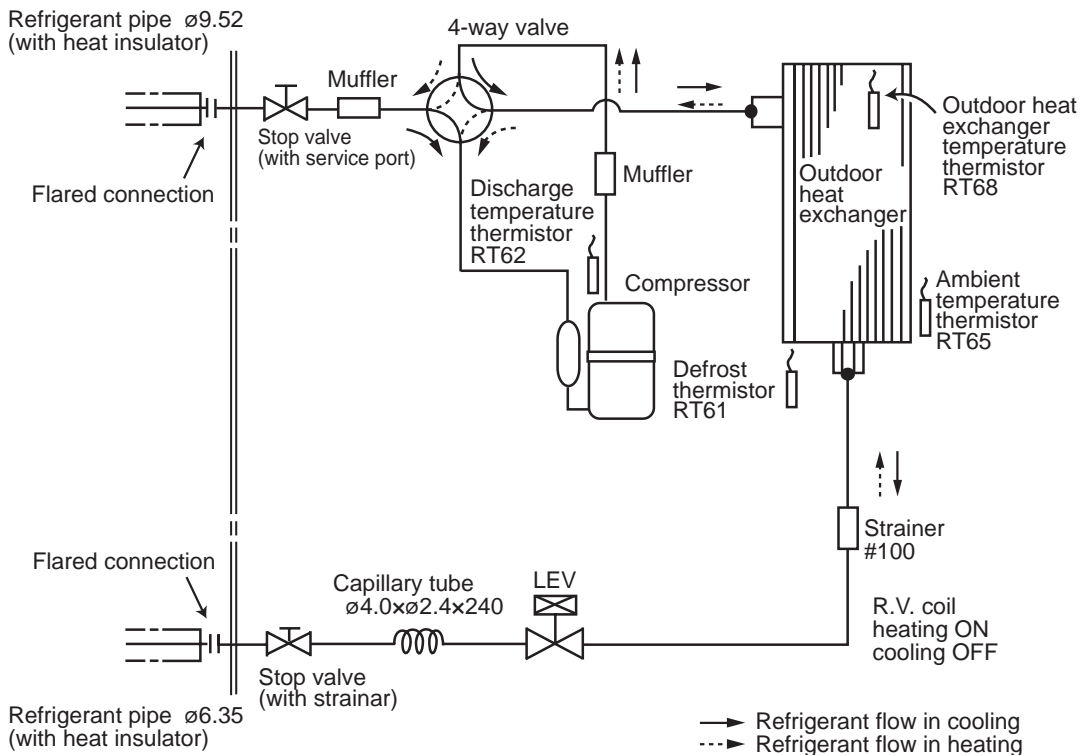 Refrigerant pipe ø9.52
(with heat insulator)
4-way valve
Muffler
Stop valve
(with service port)
Flared connection
Discharge
temperature
thermistor
RT62
Muffler
Compressor
Outdoor
heat
exchanger
Outdoor heat
exchanger
temperature
thermistor
RT68
Ambient
temperature
thermistor
RT65
Defrost
thermistor
RT61
Strainer
#100
Flared connection
Capillary tube
ø4.0×ø2.4×240
LEV
R.V. coil
heating ON
cooling OFF
Stop valve
(with strainar)
Refrigerant pipe ø6.35
(with heat insulator)
Refrigerant flow in cooling
Refrigerant flow in heating